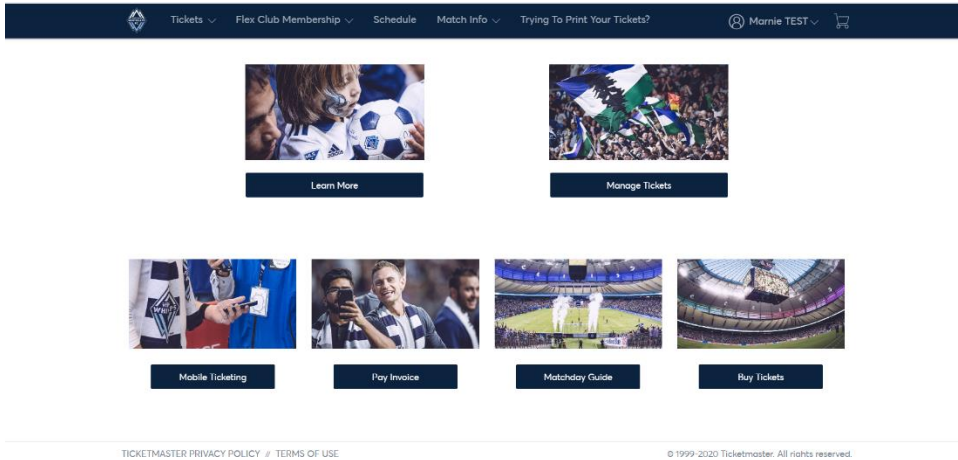 Tickets Flex Club Membership Schedule Match Info Trying To Print Your Tickets? Marnie TEST
Learn More Manage Tickets
Mobile Ticketing Pay Invoice Matchday Guide Buy Tickets
TICKETMASTER PRIVACY POLICY // TERMS OF USE © 1999-2020 Ticketmaster. All rights reserved.